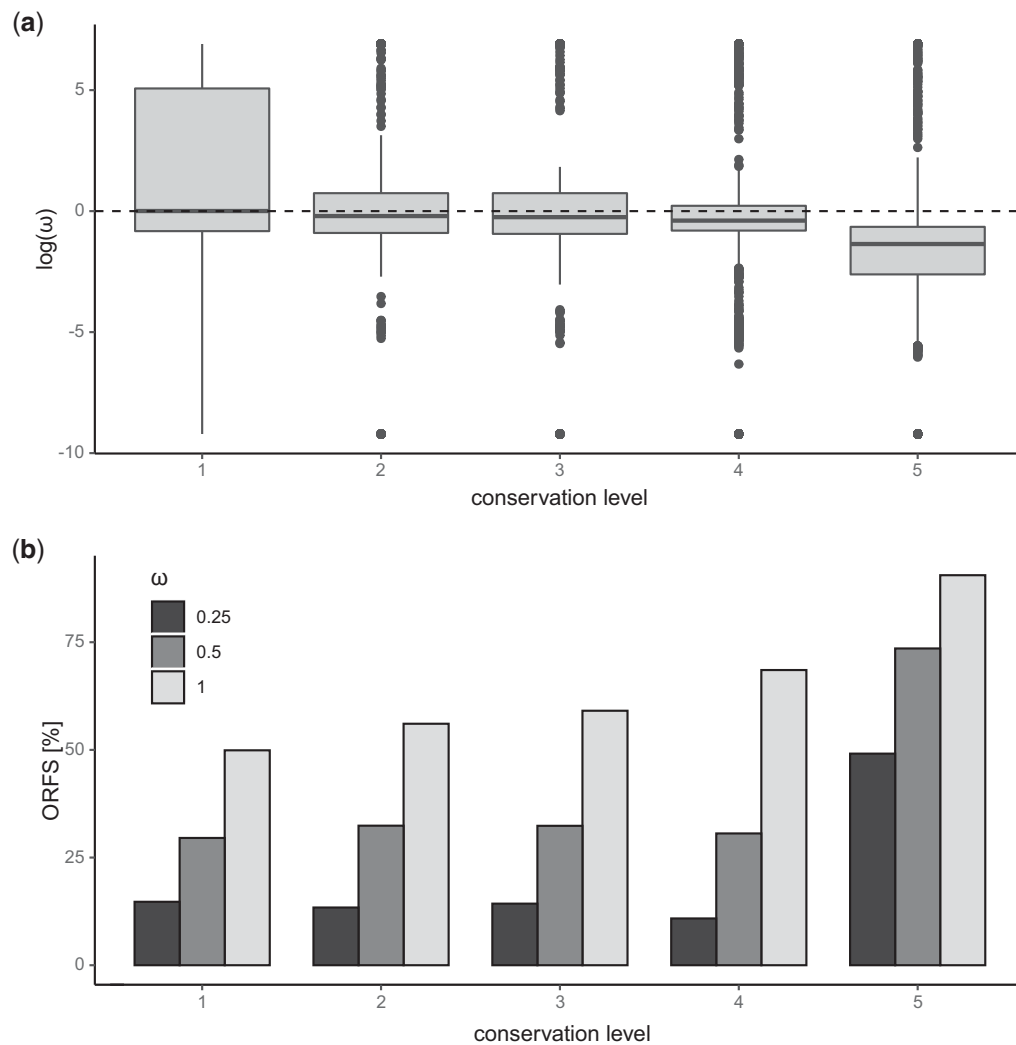 (a)
log(ω)
5
0
-5
-10
1 2 3 4 5
conservation level
(b)
ω
0.25
0.5
1
ORFS [%]
75
50
25
0
1 2 3 4 5
conservation level